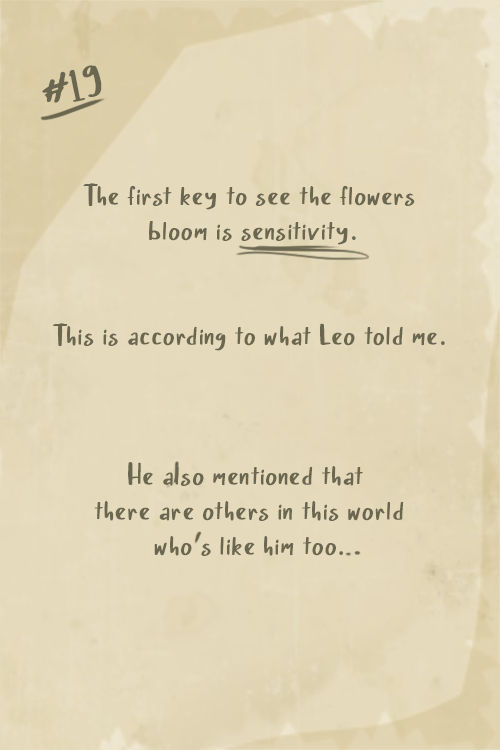 #19
The first key to see the flowers
bloom is sensitivity.
This is according to what Leo told me.
He also mentioned that
there are others in this world
who's like him too...